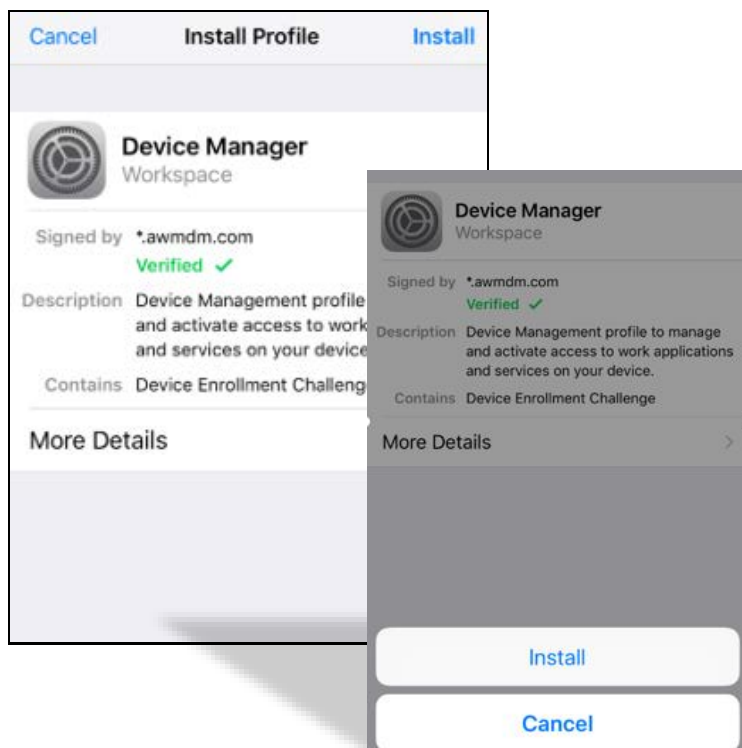 Cancel Install Profile Install
Device Manager
Workspace
Signed by *.awmdm.com
Verified ✓
Description Device Management profile
and activate access to work
and services on your device
Contains Device Enrollment Challeng
More Details
Device Manager
Workspace
Signed by *.awmdm.com
Verified ✓
Description Device Management profile to manage
and activate access to work applications
and services on your device.
Contains Device Enrollment Challenge
More Details
Install
Cancel